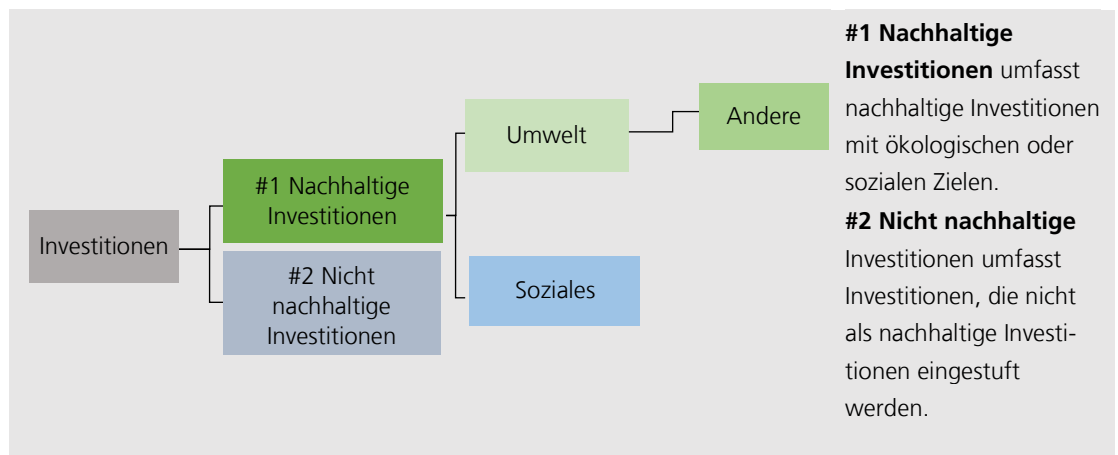 Investitionen
#1 Nachhaltige
Investitionen
#2 Nicht
nachhaltige
Investitionen
Umwelt
Soziales
Andere
#1 Nachhaltige
Investitionen umfasst
nachhaltige Investitionen
mit ökologischen oder
sozialen Zielen.
#2 Nicht nachhaltige
Investitionen umfasst
Investitionen, die nicht
als nachhaltige Investi-
tionen eingestuft
werden.